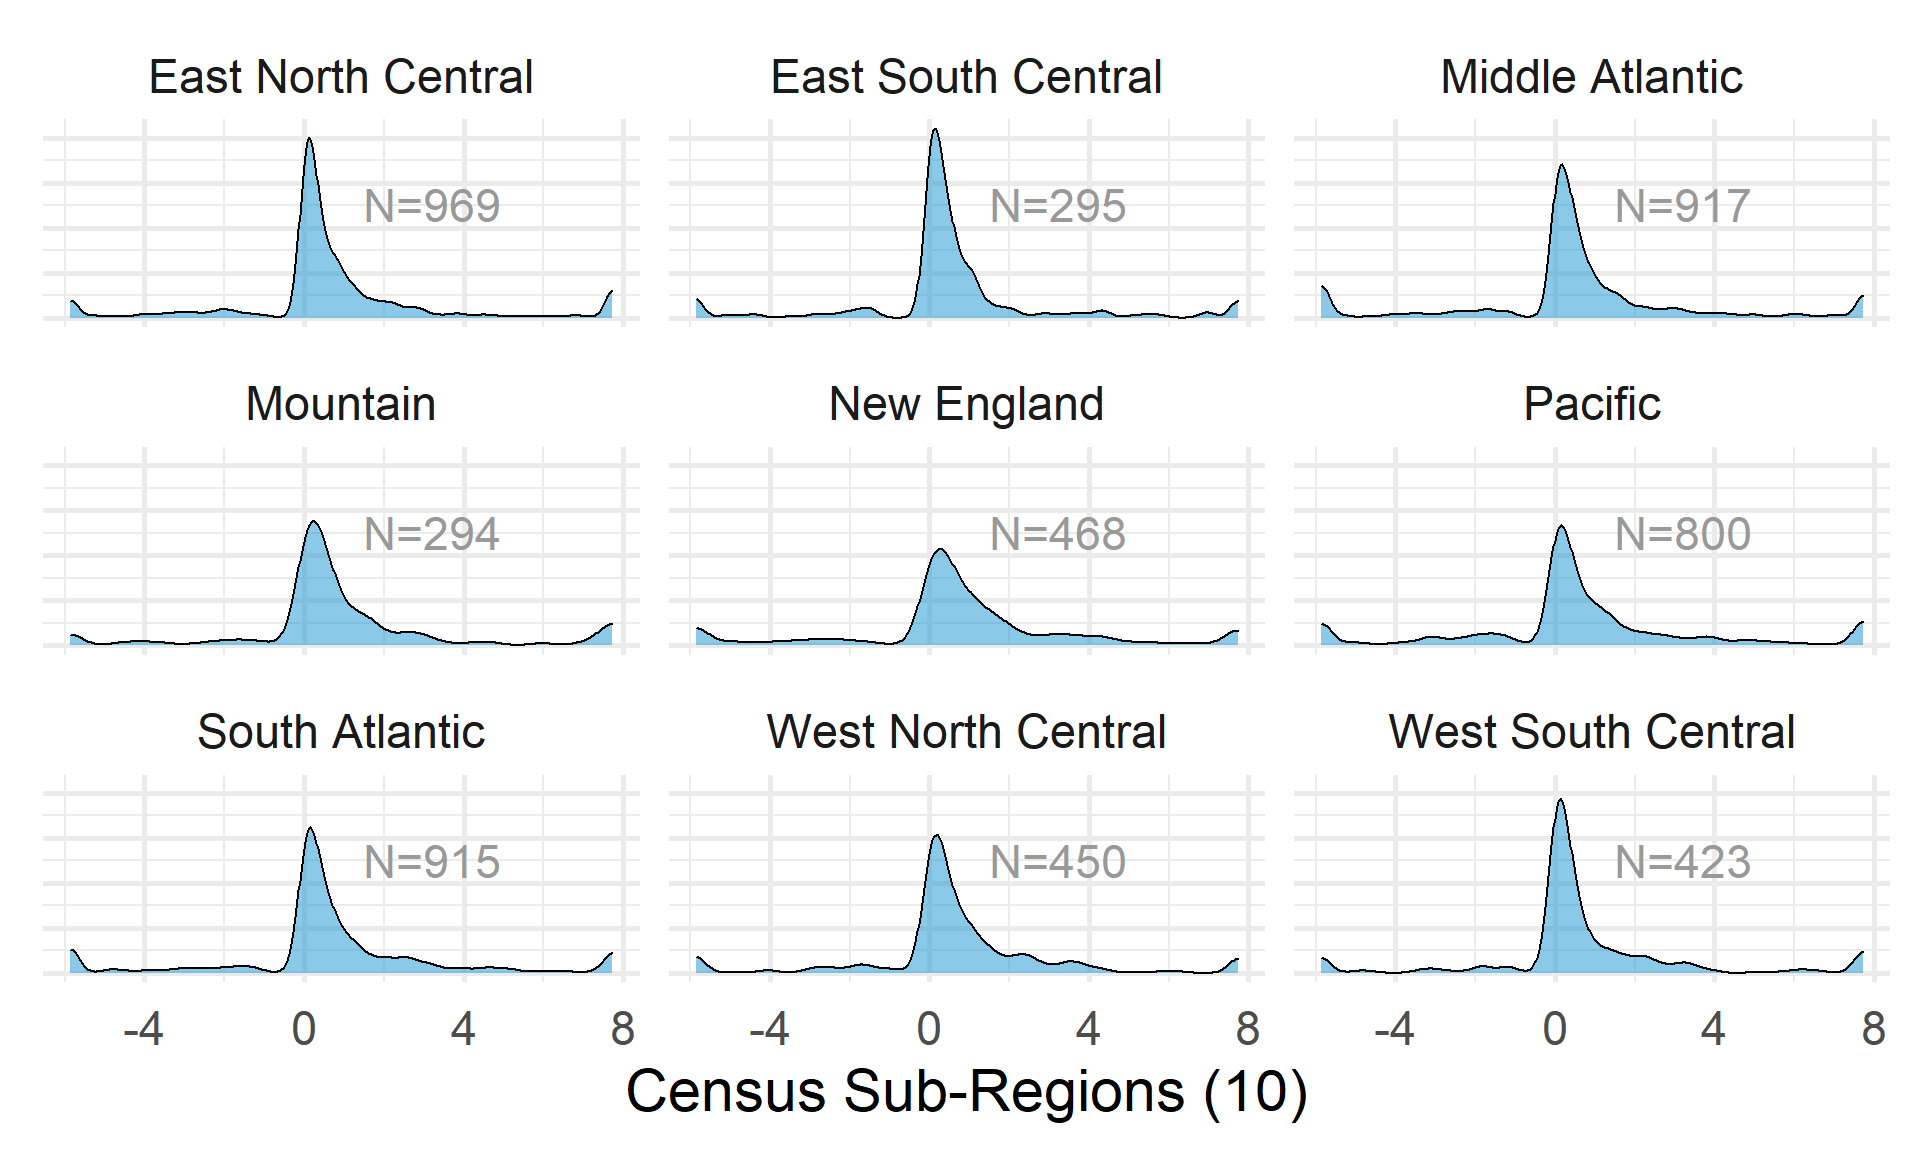 East North Central East South Central Middle Atlantic
N=969 N=295 N=917
Mountain New England Pacific
N=294 N=468 N=800
South Atlantic West North Central West South Central
N=915 N=450 N=423
-4 0 4 8 -4 0 4 8 -4 0 4 8
Census Sub-Regions (10)